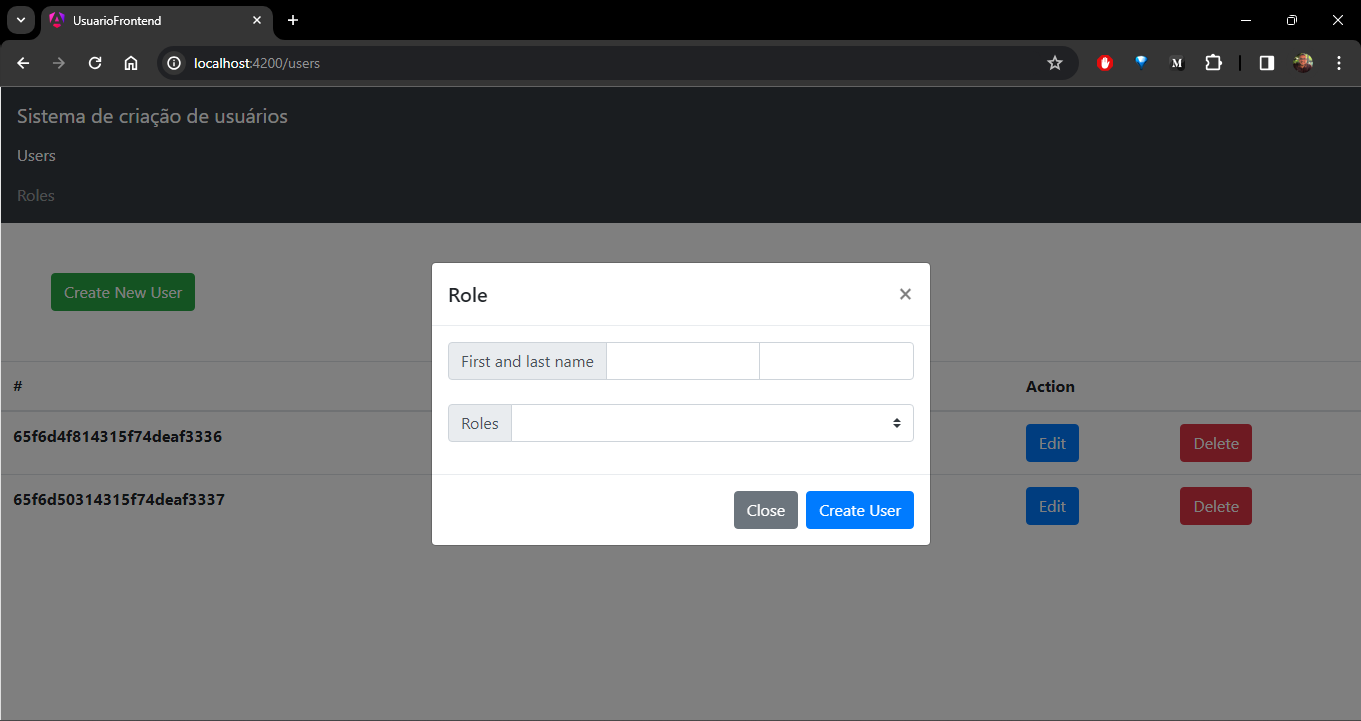 UsuarioFrontend
localhost:4200/users
M
Sistema de criação de usuários
Users
Roles
Create New User
Role ×
First and last name
Roles
Close Create User
# Action
65f6d4f814315f74deaf3336 Edit Delete
65f6d50314315f74deaf3337 Edit Delete